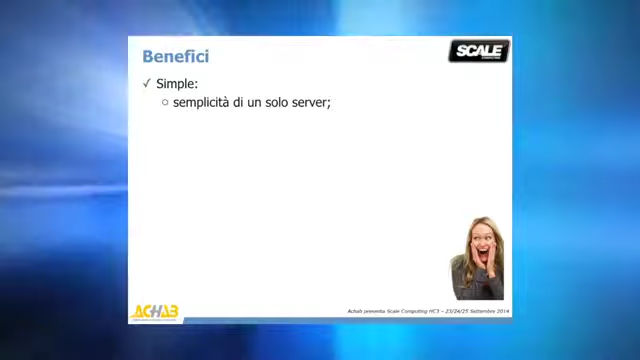 Benefici
SCALE
COMPUTING
✓ Simple:
○ semplicità di un solo server;
ACHAB
Achab presenta Scale Computing HC3 – 23/24/25 Settembre 2014